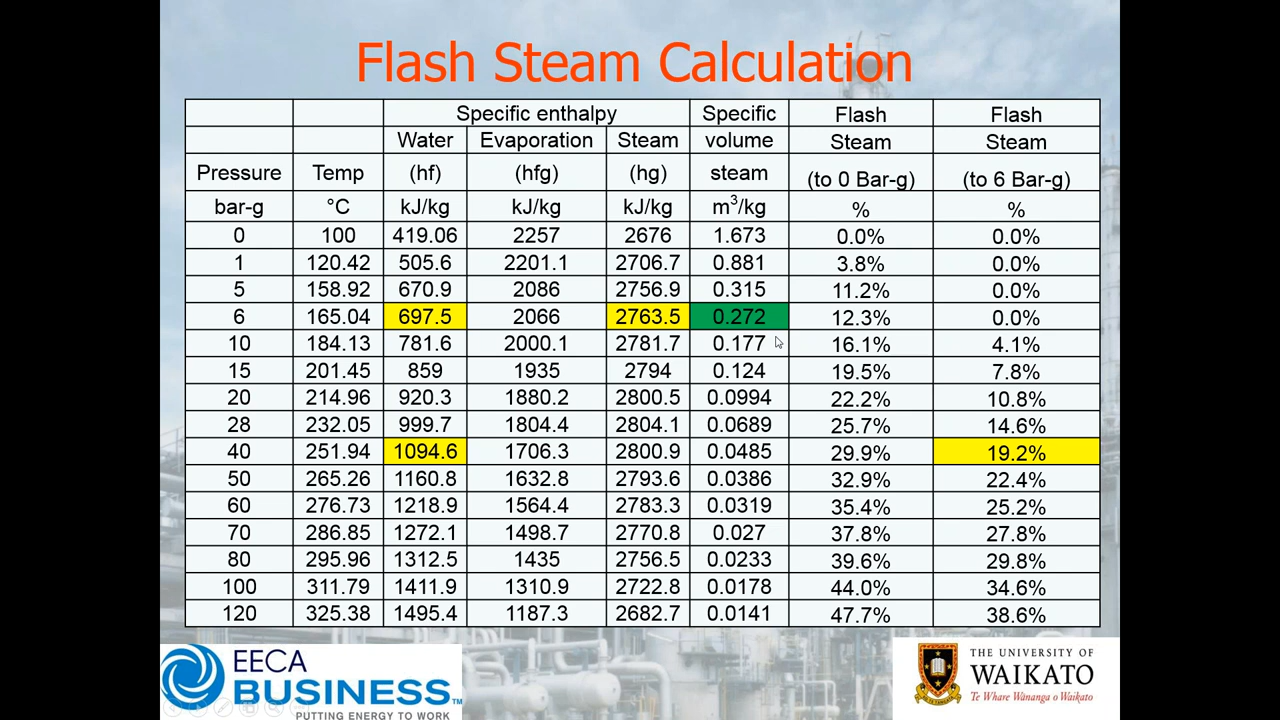 Flash Steam Calculation
Specific enthalpy Specific Flash Flash
Water Evaporation Steam volume Steam Steam
Pressure Temp (hf) (hfg) (hg) steam (to 0 Bar-g) (to 6 Bar-g)
bar-g °C kJ/kg kJ/kg kJ/kg m³/kg % %
0 100 419.06 2257 2676 1.673 0.0% 0.0%
1 120.42 505.6 2201.1 2706.7 0.881 3.8% 0.0%
5 158.92 670.9 2086 2756.9 0.315 11.2% 0.0%
6 165.04 697.5 2066 2763.5 0.272 12.3% 0.0%
10 184.13 781.6 2000.1 2781.7 0.177 16.1% 4.1%
15 201.45 859 1935 2794 0.124 19.5% 7.8%
20 214.96 920.3 1880.2 2800.5 0.0994 22.2% 10.8%
28 232.05 999.7 1804.4 2804.1 0.0689 25.7% 14.6%
40 251.94 1094.6 1706.3 2800.9 0.0485 29.9% 19.2%
50 265.26 1160.8 1632.8 2793.6 0.0386 32.9% 22.4%
60 276.73 1218.9 1564.4 2783.3 0.0319 35.4% 25.2%
70 286.85 1272.1 1498.7 2770.8 0.027 37.8% 27.8%
80 295.96 1312.5 1435 2756.5 0.0233 39.6% 29.8%
100 311.79 1411.9 1310.9 2722.8 0.0178 44.0% 34.6%
120 325.38 1495.4 1187.3 2682.7 0.0141 47.7% 38.6%
EECA
BUSINESS™
PUTTING ENERGY TO WORK
THE UNIVERSITY OF
WAIKATO
Te Whare Wānanga o Waikato